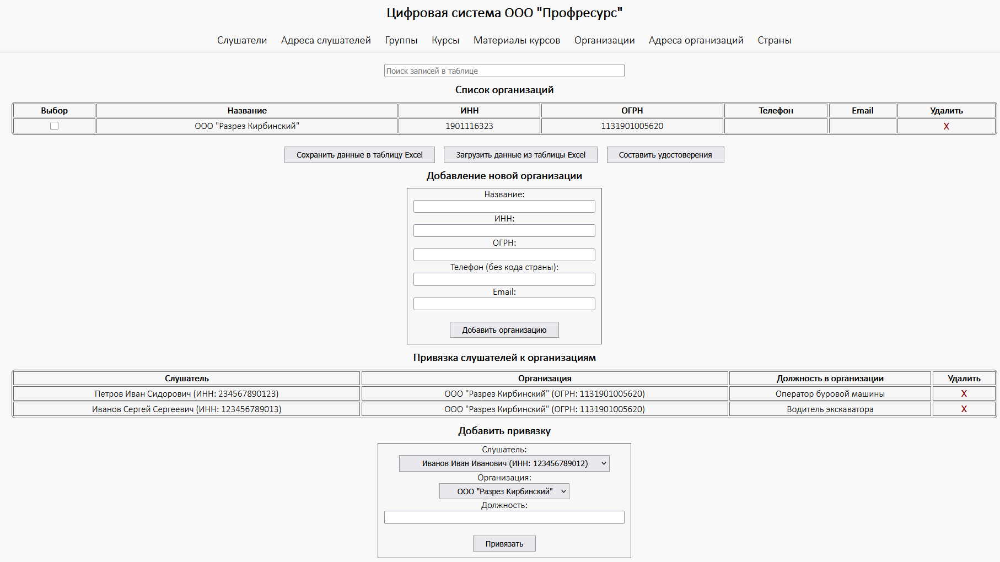 Цифровая система ООО "Профресурс"
Слушатели Адреса слушателей Группы Курсы Материалы курсов Организации Адреса организаций Страны
Поиск записей в таблице
Список организаций
Выбор Название ИНН ОГРН Телефон Email Удалить
ООО "Разрез Кирбинский" 1901116323 1131901005620 X
Сохранить данные в таблицу Excel Загрузить данные из таблицы Excel Составить удостоверения
Добавление новой организации
Название:
ИНН:
ОГРН:
Телефон (без кода страны):
Email:
Добавить организацию
Привязка слушателей к организациям
Слушатель Организация Должность в организации Удалить
Петров Иван Сидорович (ИНН: 234567890123) ООО "Разрез Кирбинский" (ОГРН: 1131901005620) Оператор буровой машины X
Иванов Сергей Сергеевич (ИНН: 123456789013) ООО "Разрез Кирбинский" (ОГРН: 1131901005620) Водитель экскаватора X
Добавить привязку
Слушатель:
Иванов Иван Иванович (ИНН: 123456789012)
Организация:
ООО "Разрез Кирбинский"
Должность:
Привязать